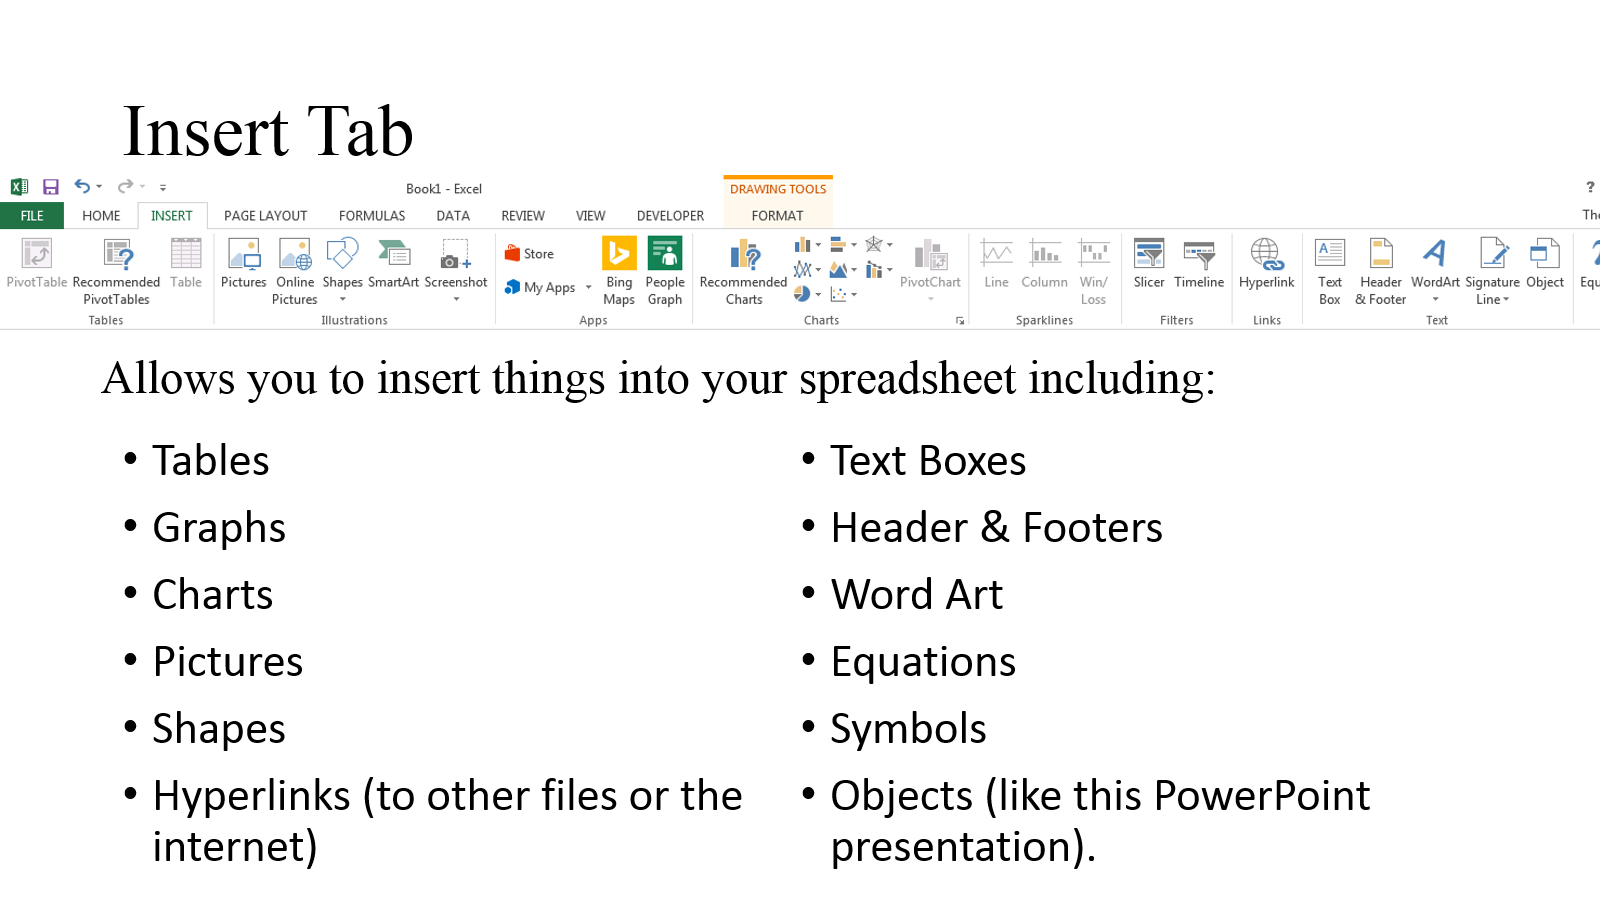 Insert Tab
Book1 - Excel
DRAWING TOOLS
?
FILE HOME INSERT PAGE LAYOUT FORMULAS DATA REVIEW VIEW DEVELOPER FORMAT
PivotTable Recommended PivotTables Table
Tables
Pictures Online Pictures Shapes SmartArt Screenshot
Illustrations
Store
My Apps
Bing Maps People Graph
Apps
Recommended Charts PivotChart
Charts
Line Column Win/ Loss
Sparklines
Slicer Timeline
Filters
Hyperlink
Links
Text Box Header & Footer WordArt Signature Line Object
Text
Allows you to insert things into your spreadsheet including:
• Tables
• Graphs
• Charts
• Pictures
• Shapes
• Hyperlinks (to other files or the
internet)
• Text Boxes
• Header & Footers
• Word Art
• Equations
• Symbols
• Objects (like this PowerPoint
presentation).